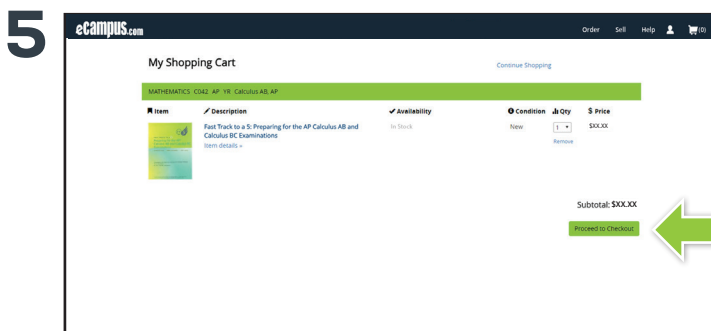 5
eCampus.com
Order Sell Help (0)
My Shopping Cart
Continue Shopping
MATHEMATICS C042 AP YR Calculus AB, AP
Item Description Availability Condition Qty $ Price
Fast Track to a 5: Preparing for the AP Calculus AB and
Calculus BC Examinations
In Stock New 1 $XX.XX
Item details »
Remove
Subtotal: $XX.XX
Proceed to Checkout